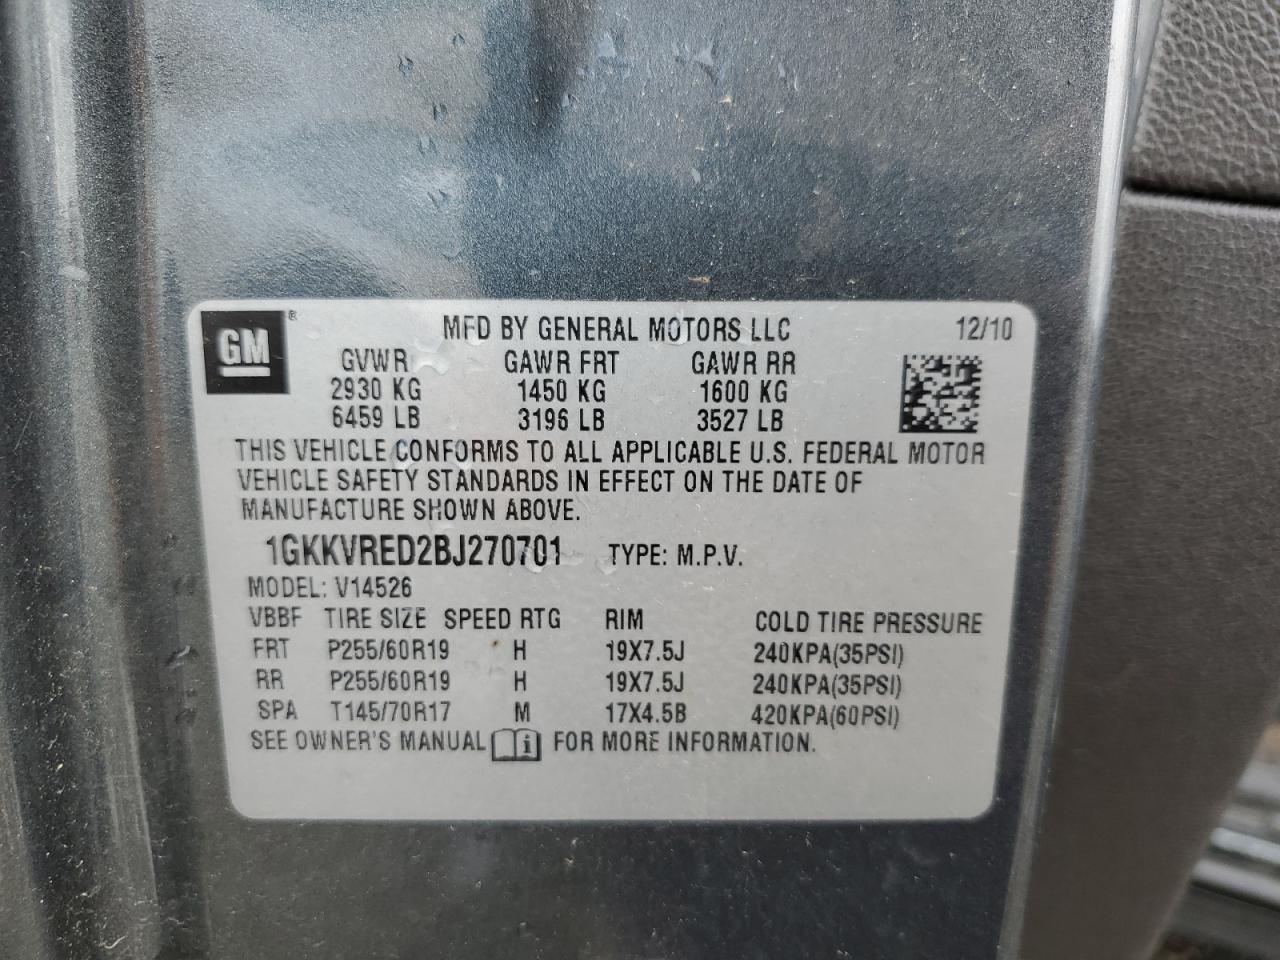 GM ® MFD BY GENERAL MOTORS LLC 12/10
GVWR GAWR FRT GAWR RR
2930 KG 1450 KG 1600 KG
6459 LB 3196 LB 3527 LB
THIS VEHICLE CONFORMS TO ALL APPLICABLE U.S. FEDERAL MOTOR
VEHICLE SAFETY STANDARDS IN EFFECT ON THE DATE OF
MANUFACTURE SHOWN ABOVE.
1GKKVRED2BJ270701 TYPE: M.P.V.
MODEL: V14526
VBBF TIRE SIZE SPEED RTG RIM COLD TIRE PRESSURE
FRT P255/60R19 H 19X7.5J 240KPA(35PSI)
RR P255/60R19 H 19X7.5J 240KPA(35PSI)
SPA T145/70R17 M 17X4.5B 420KPA(60PSI)
SEE OWNER'S MANUAL i FOR MORE INFORMATION.